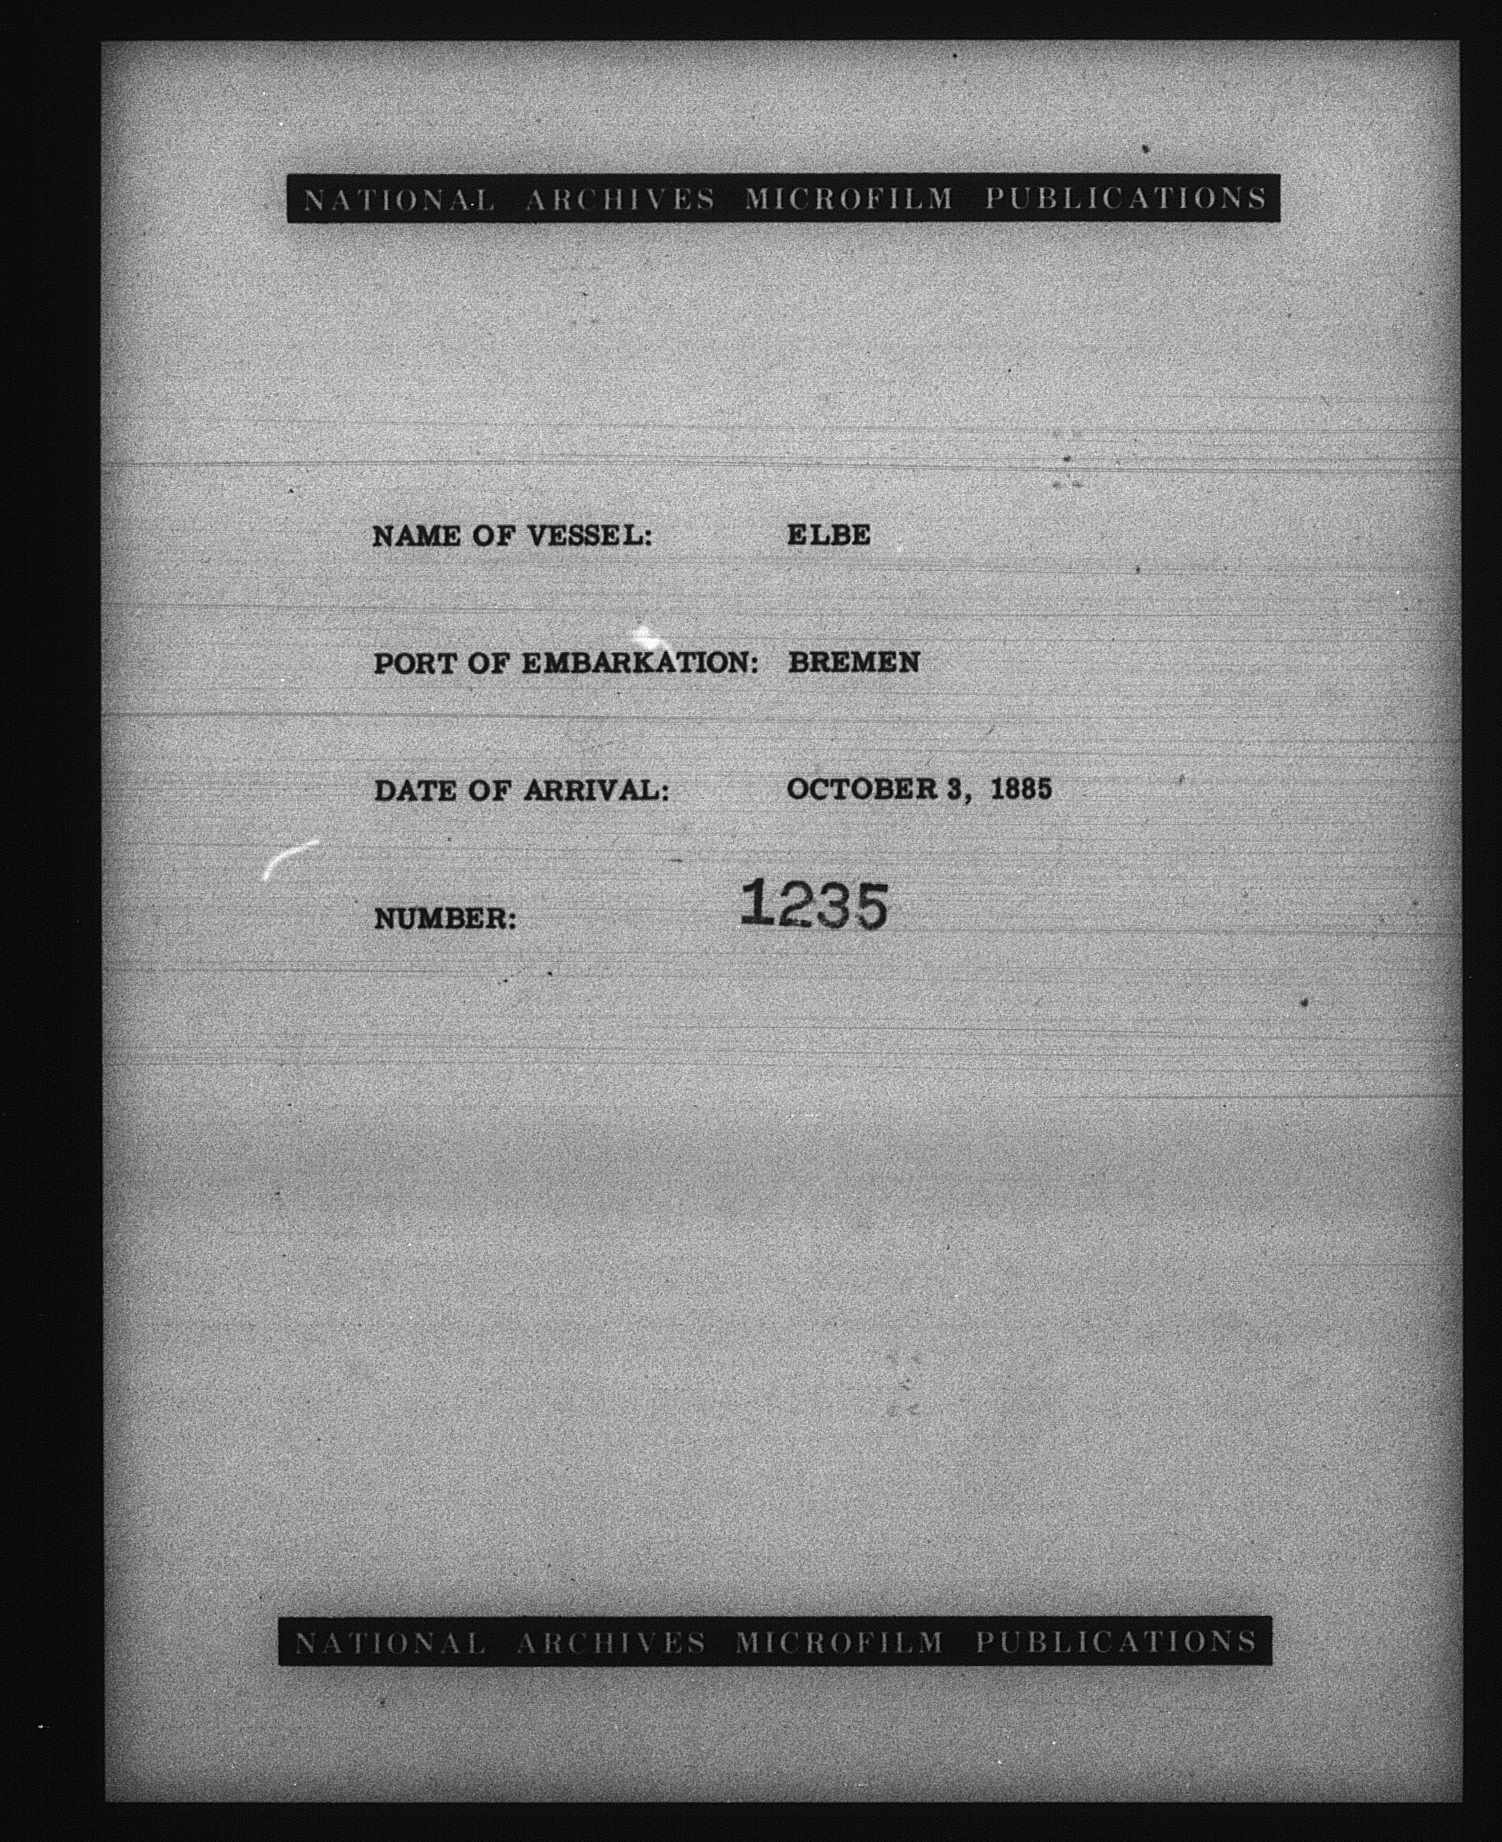 NATIONAL ARCHIVES MICROFILM PUBLICATIONS
NAME OF VESSEL: ELBE
PORT OF EMBARKATION: BREMEN
DATE OF ARRIVAL: OCTOBER 3, 1885
NUMBER: 1235
NATIONAL ARCHIVES MICROFILM PUBLICATIONS